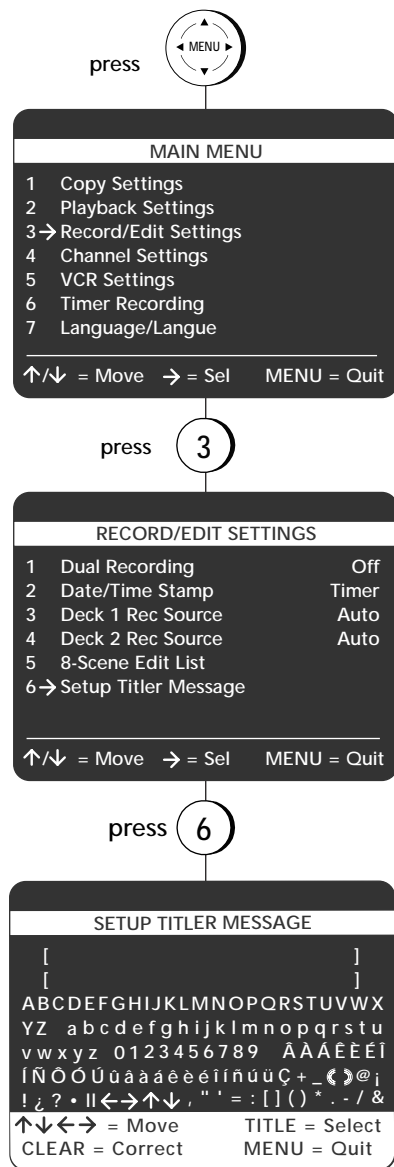 press
MENU
MAIN MENU
1 Copy Settings
2 Playback Settings
3→Record/Edit Settings
4 Channel Settings
5 VCR Settings
6 Timer Recording
7 Language/Langue
↑/↓ = Move → = Sel MENU = Quit
press 3
RECORD/EDIT SETTINGS
1 Dual Recording Off
2 Date/Time Stamp Timer
3 Deck 1 Rec Source Auto
4 Deck 2 Rec Source Auto
5 8-Scene Edit List
6→Setup Titler Message
↑/↓ = Move → = Sel MENU = Quit
press 6
SETUP TITLER MESSAGE
[ ]
[ ]
ABCDEFGHIJKLMNOPQRSTUVWX
YZ abcdefghijklmnopqrstu
vwxyz 0123456789 ÂÀÁÊÈÉÎ
ÍÑÔÓÚûâàáêèéîíñúüÇ+_❨❩@¡
!¿?•II←→↑↓,"'=:[]()*.-/&
↑↓←→ = Move TITLE = Select
CLEAR = Correct MENU = Quit